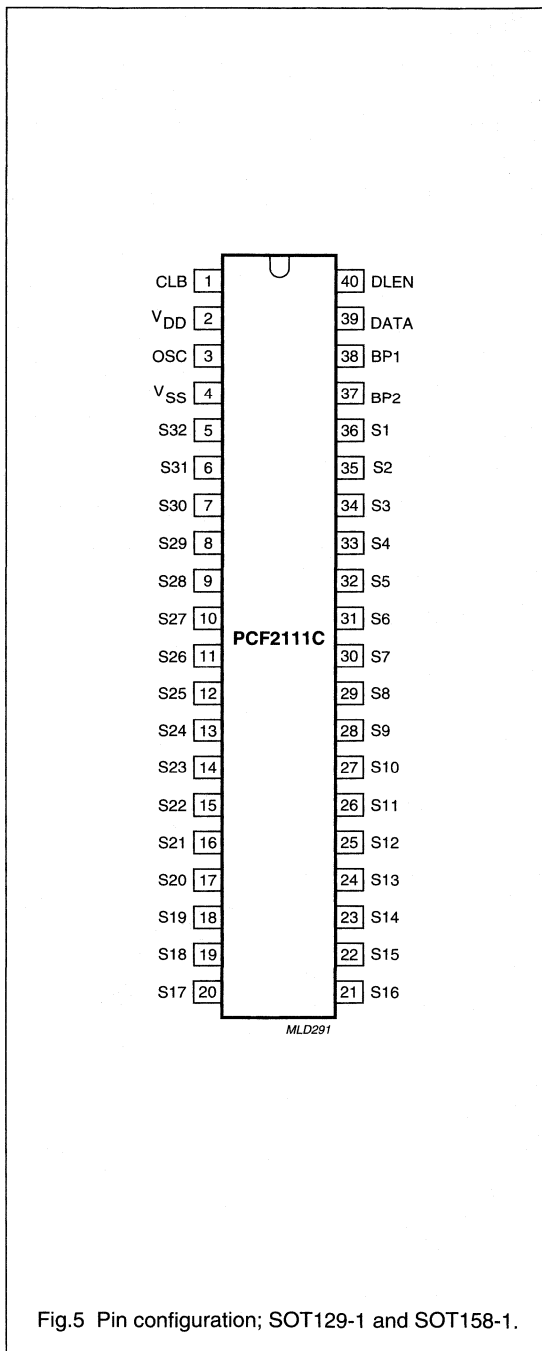 CLB 1 40 DLEN
VDD 2 39 DATA
OSC 3 38 BP1
VSS 4 37 BP2
S32 5 36 S1
S31 6 35 S2
S30 7 34 S3
S29 8 33 S4
S28 9 32 S5
S27 10 31 S6
PCF2111C
S26 11 30 S7
S25 12 29 S8
S24 13 28 S9
S23 14 27 S10
S22 15 26 S11
S21 16 25 S12
S20 17 24 S13
S19 18 23 S14
S18 19 22 S15
S17 20 21 S16
MLD291
Fig.5 Pin configuration; SOT129-1 and SOT158-1.